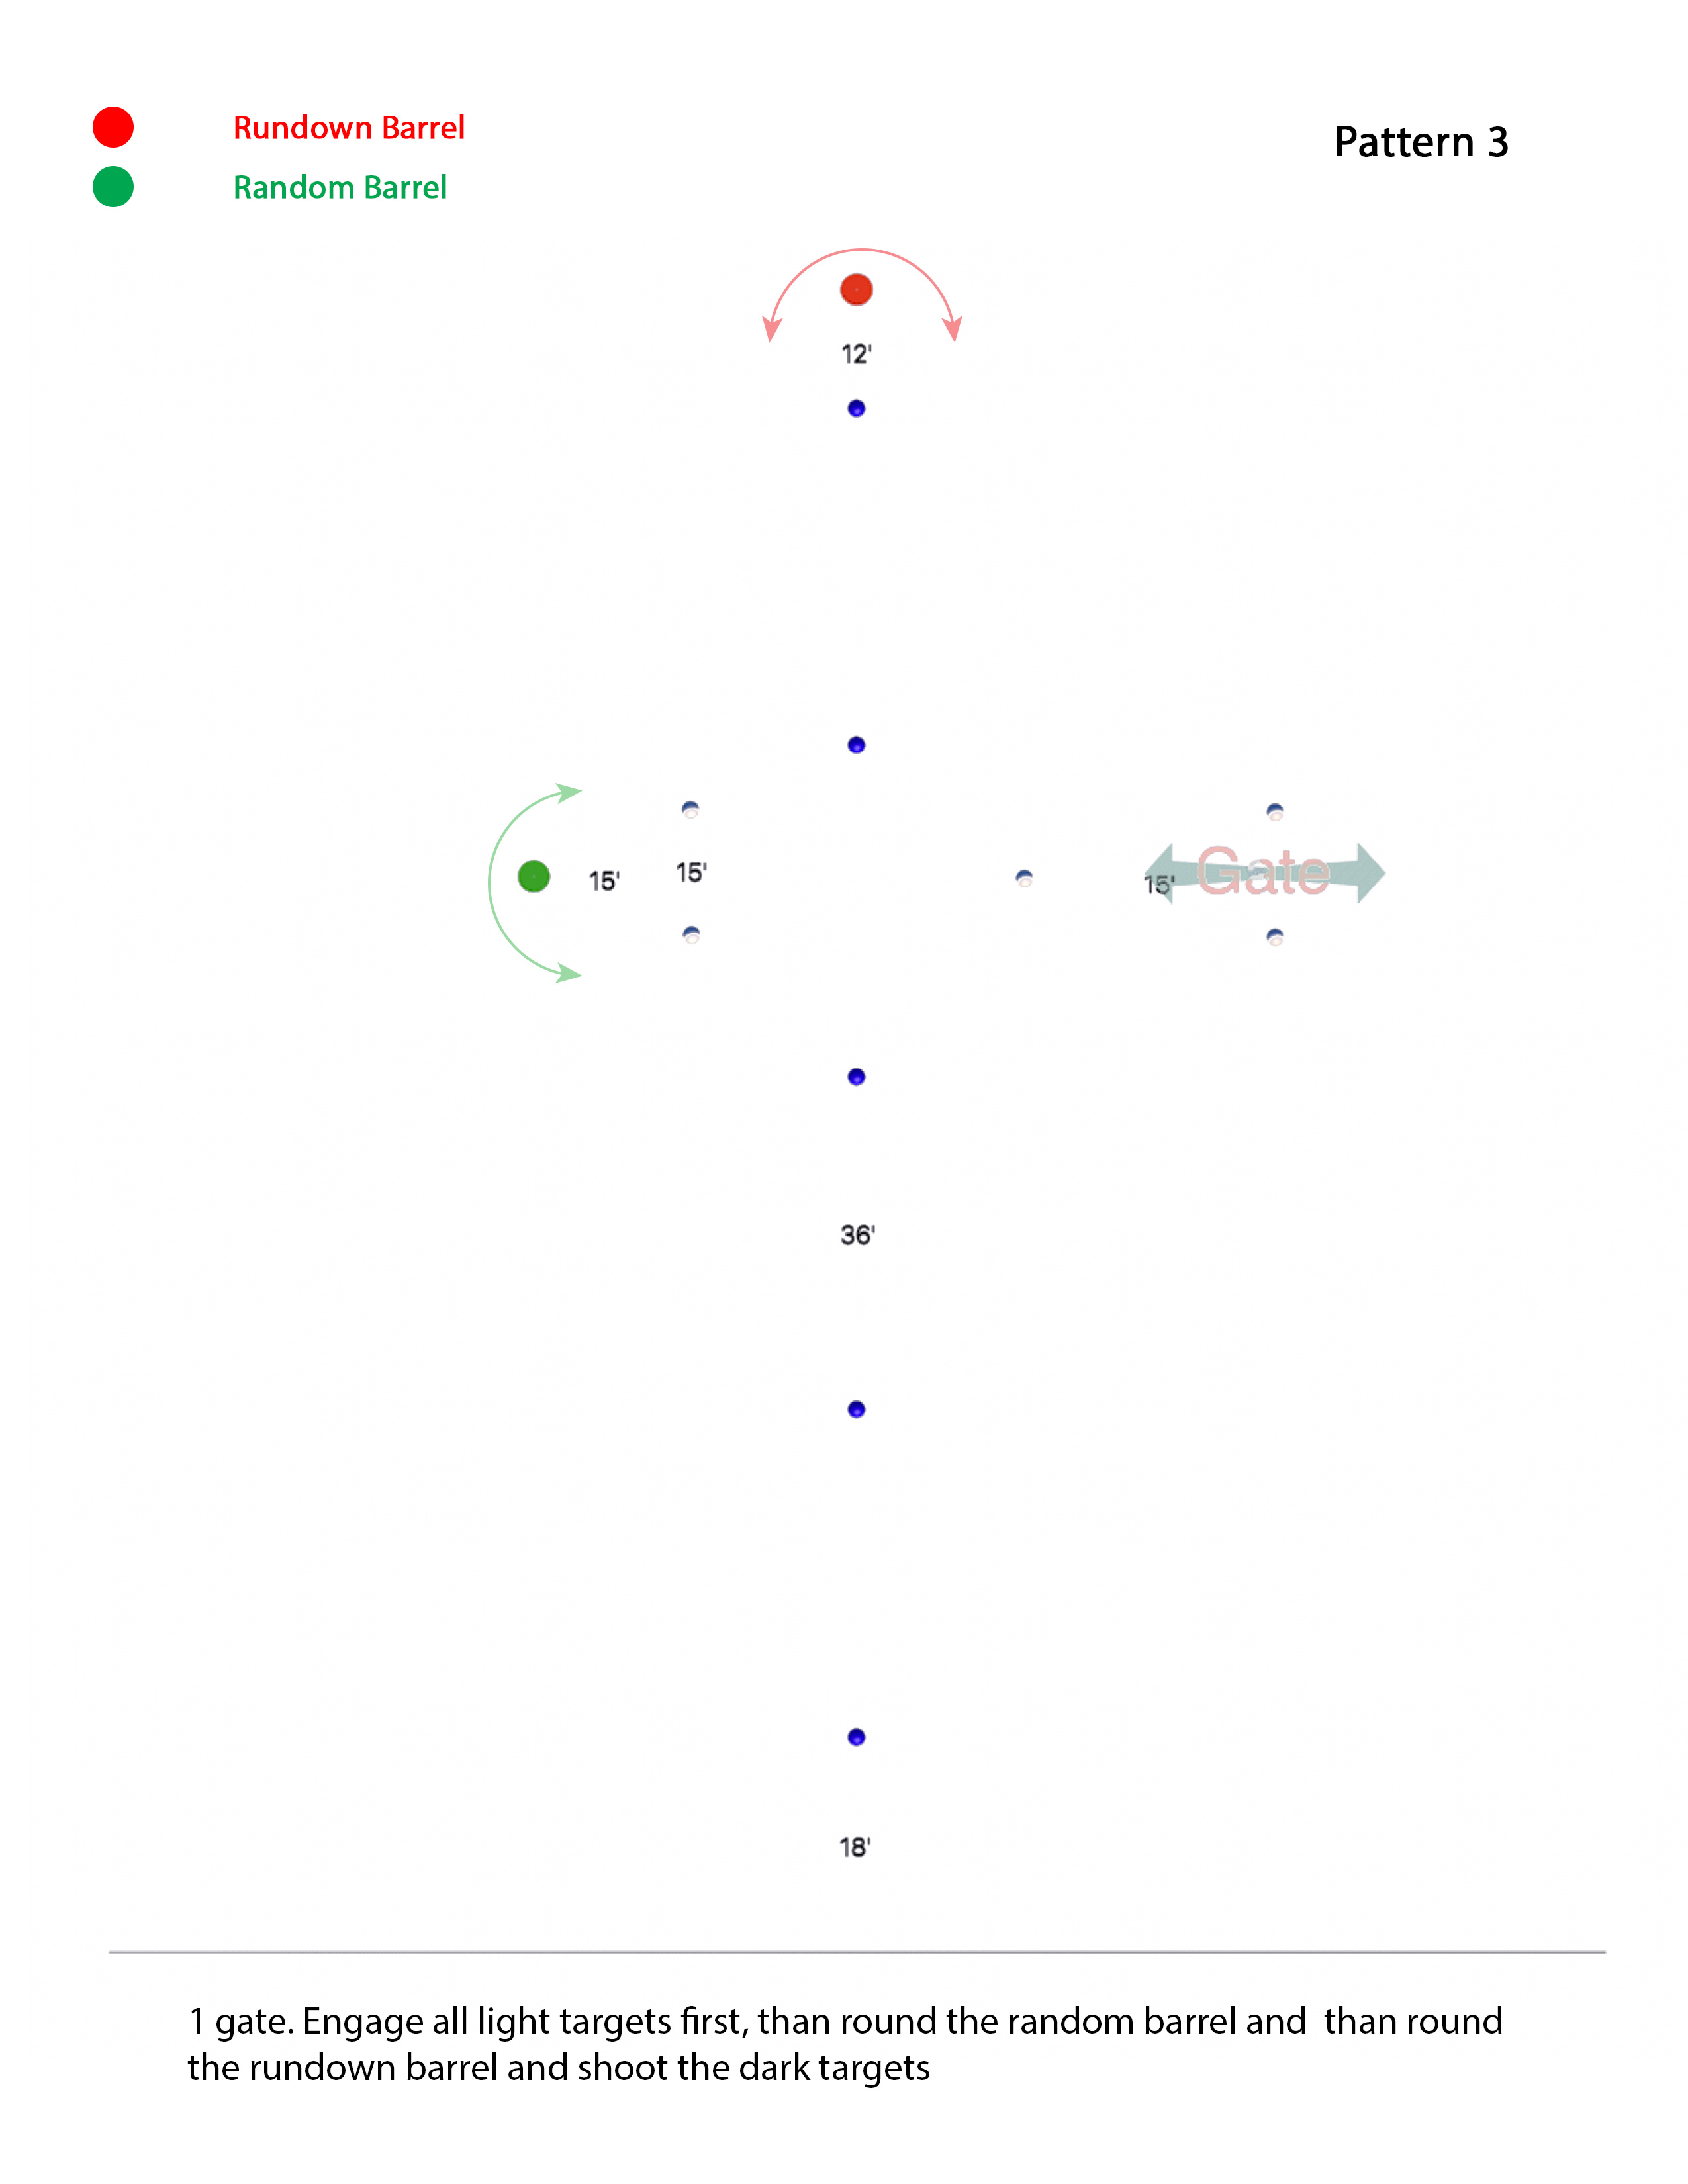 Rundown Barrel
Pattern 3
Random Barrel
12'
15'
15'
15'
Gate
36'
18'
1 gate. Engage all light targets first, than round the random barrel and  than round
the rundown barrel and shoot the dark targets